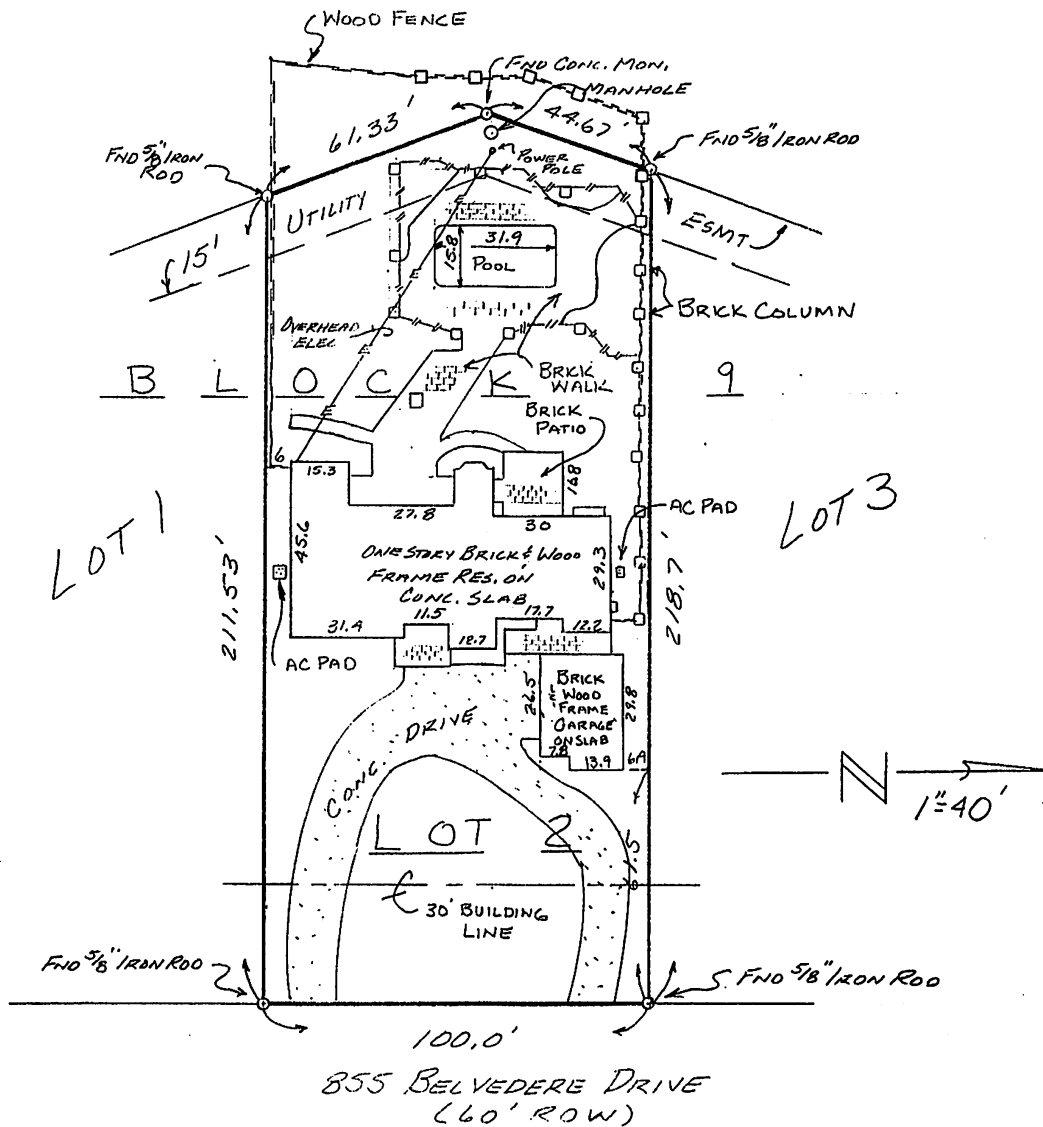 WOOD FENCE
FND CONC. MON.
MANHOLE
61.33'
44.67'
FND 5/8" IRON
ROD
FND 5/8" IRON ROD
POWER
POLE
UTILITY
ESMT
15'
31.9
15.8
POOL
BRICK COLUMN
OVERHEAD
ELEC
BLOCK 9
BRICK
WALK
BRICK
PATIO
6
15.3
16.8
27.8
30
AC PAD
LOT 1
LOT 3
45.6
ONE STORY BRICK & WOOD
FRAME RES. ON
CONC. SLAB
29.3
211.53'
218.7'
11.5
17.7
31.4
18.7
12.2
AC PAD
BRICK
WOOD
FRAME
GARAGE
ON SLAB
26.5
29.8
CONC. DRIVE
7.8
13.9
N
1"=40'
LOT 2
1.5
30' BUILDING
LINE
FND 5/8" IRON ROD
FND 5/8" IRON ROD
100.0'
855 BELVEDERE DRIVE
(60' ROW)